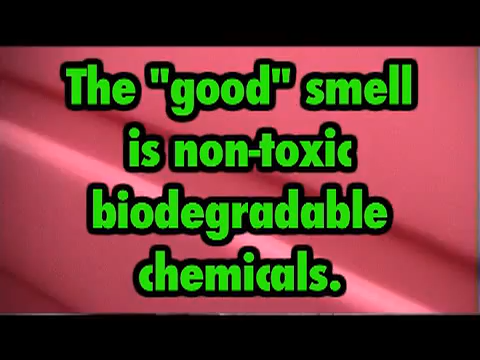 The "good" smell
is non-toxic
biodegradable
chemicals.